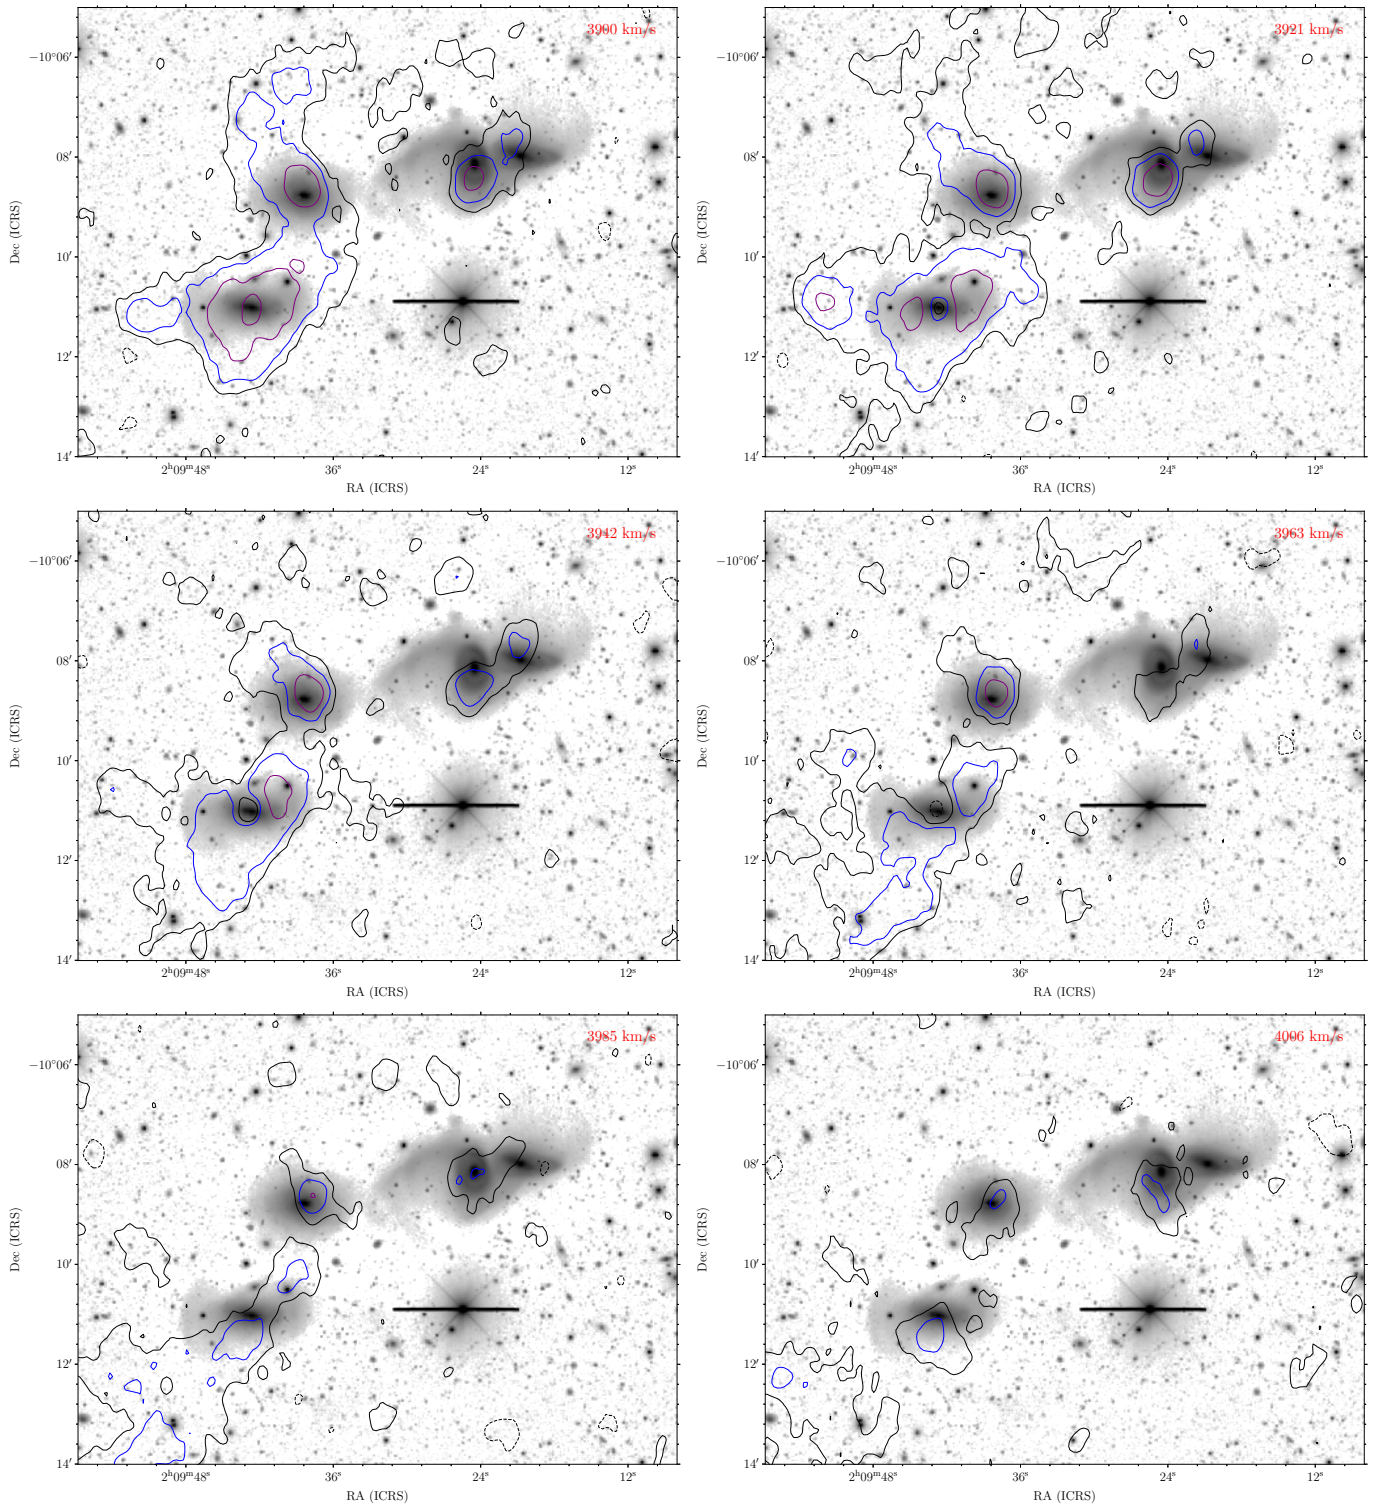 3900 km/s
−10°06′
08′
10′
12′
14′
Dec (ICRS)
2ʰ09ᵐ48ˢ
36ˢ
24ˢ
12ˢ
RA (ICRS)
3921 km/s
−10°06′
08′
10′
12′
14′
Dec (ICRS)
2ʰ09ᵐ48ˢ
36ˢ
24ˢ
12ˢ
RA (ICRS)
3942 km/s
−10°06′
08′
10′
12′
14′
Dec (ICRS)
2ʰ09ᵐ48ˢ
36ˢ
24ˢ
12ˢ
RA (ICRS)
3963 km/s
−10°06′
08′
10′
12′
14′
Dec (ICRS)
2ʰ09ᵐ48ˢ
36ˢ
24ˢ
12ˢ
RA (ICRS)
3985 km/s
−10°06′
08′
10′
12′
14′
Dec (ICRS)
2ʰ09ᵐ48ˢ
36ˢ
24ˢ
12ˢ
RA (ICRS)
4006 km/s
−10°06′
08′
10′
12′
14′
Dec (ICRS)
2ʰ09ᵐ48ˢ
36ˢ
24ˢ
12ˢ
RA (ICRS)